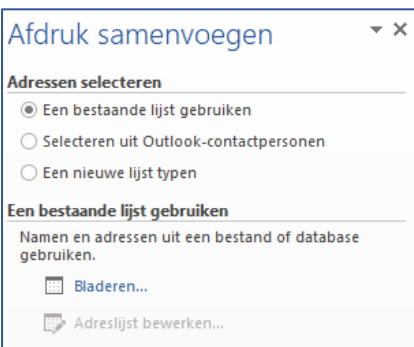 Afdruk samenvoegen
Adressen selecteren
Een bestaande lijst gebruiken
Selecteren uit Outlook-contactpersonen
Een nieuwe lijst typen
Een bestaande lijst gebruiken
Namen en adressen uit een bestand of database
gebruiken.
Bladeren...
Adreslijst bewerken...